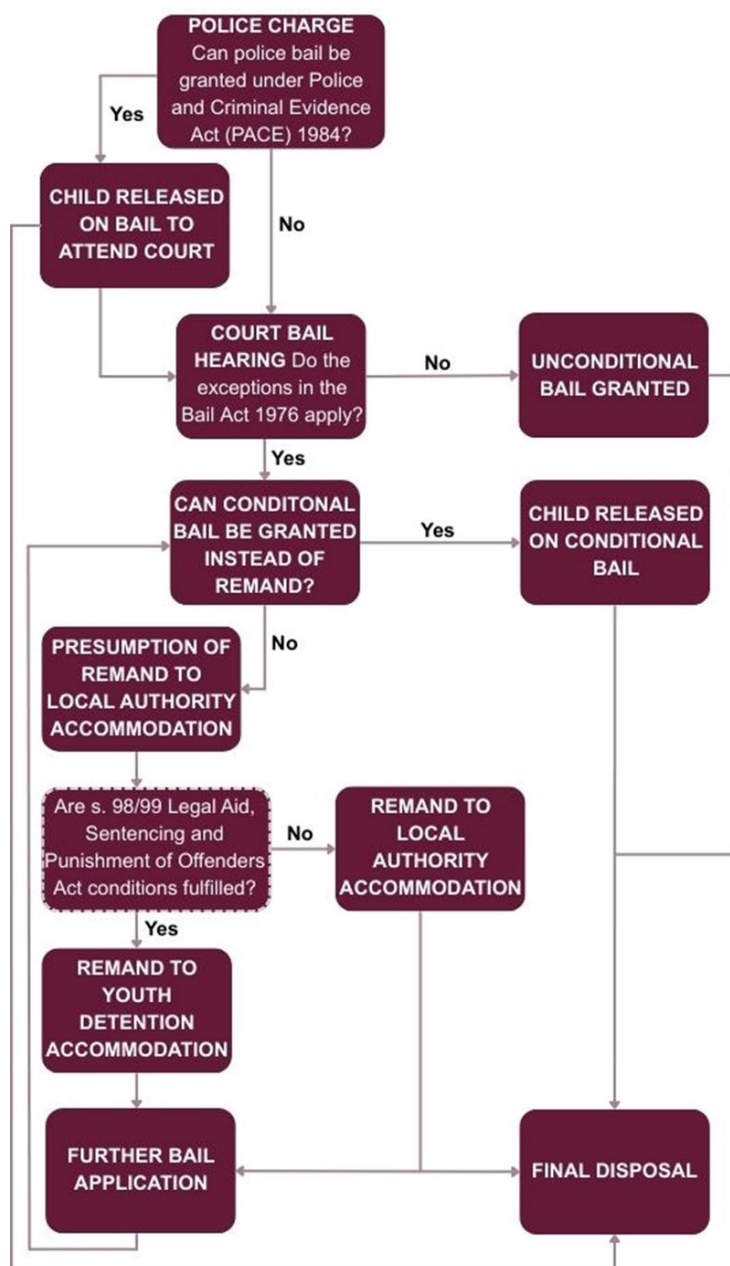 POLICE CHARGE
Can police bail be
granted under Police
and Criminal Evidence
Act (PACE) 1984?
Yes
CHILD RELEASED
ON BAIL TO
ATTEND COURT
No
COURT BAIL
HEARING Do the
exceptions in the
Bail Act 1976 apply?
No
UNCONDITIONAL
BAIL GRANTED
Yes
CAN CONDITONAL
BAIL BE GRANTED
INSTEAD OF
REMAND?
Yes
CHILD RELEASED
ON CONDITIONAL
BAIL
No
PRESUMPTION OF
REMAND TO
LOCAL AUTHORITY
ACCOMMODATION
Are s. 98/99 Legal Aid,
Sentencing and
Punishment of Offenders
Act conditions fulfilled?
No
REMAND TO
LOCAL
AUTHORITY
ACCOMMODATION
Yes
REMAND TO
YOUTH
DETENTION
ACCOMMODATION
FURTHER BAIL
APPLICATION
FINAL DISPOSAL